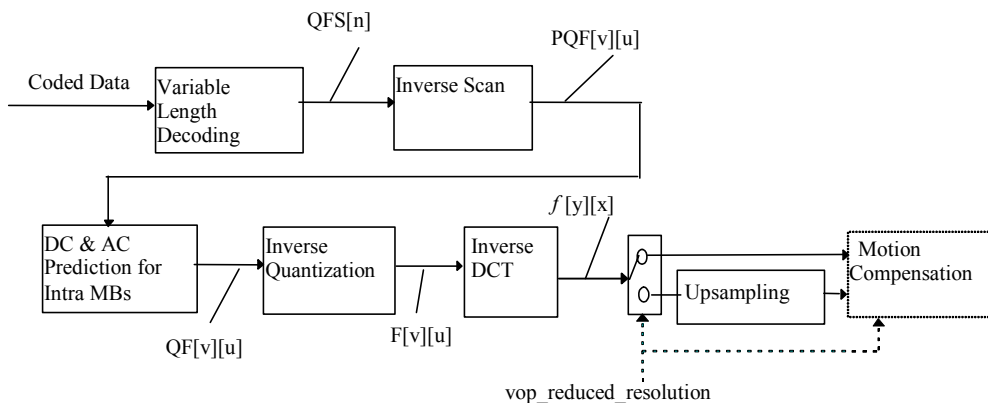 QFS[n]
PQF[v][u]
Coded Data
Variable
Length
Decoding
Inverse Scan
f[y][x]
DC & AC
Prediction for
Intra MBs
Inverse
Quantization
Inverse
DCT
Upsampling
Motion
Compensation
QF[v][u]
F[v][u]
vop_reduced_resolution